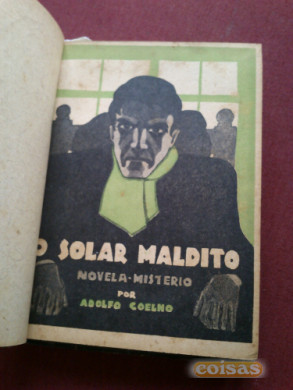 O SOLAR MALDITO
NOVELA-MISTERIO
POR
ADOLFO COELHO
coisas